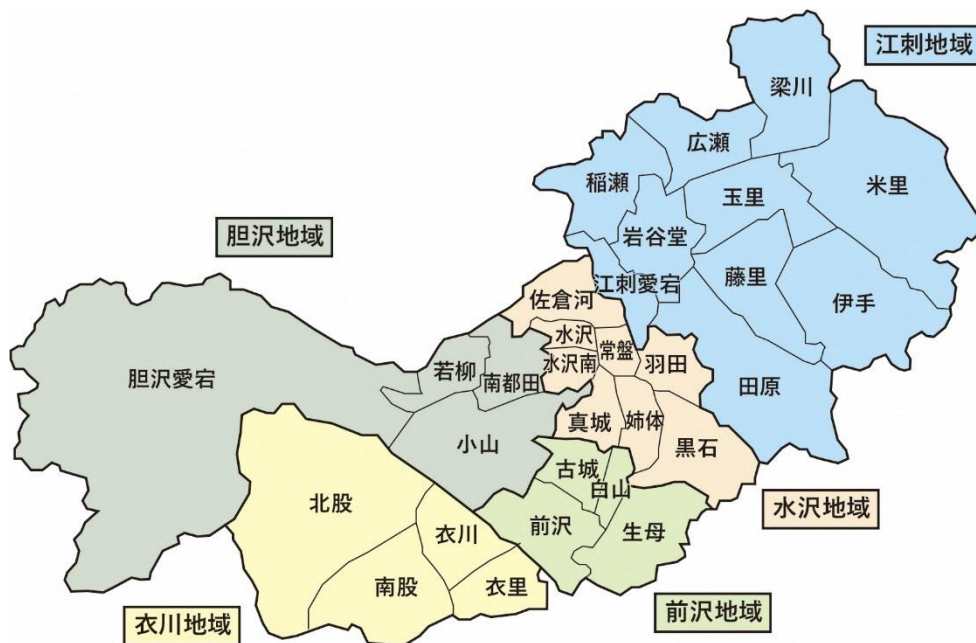 江刺地域
梁川
広瀬
米里
稲瀬
玉里
岩谷堂
胆沢地域
江刺愛宕
藤里
伊手
佐倉河
水沢
常盤
水沢南
羽田
若柳
南都田
胆沢愛宕
田原
真城
姉体
小山
黒石
古城
白山
北股
水沢地域
前沢
生母
衣川
南股
衣里
衣川地域
前沢地域